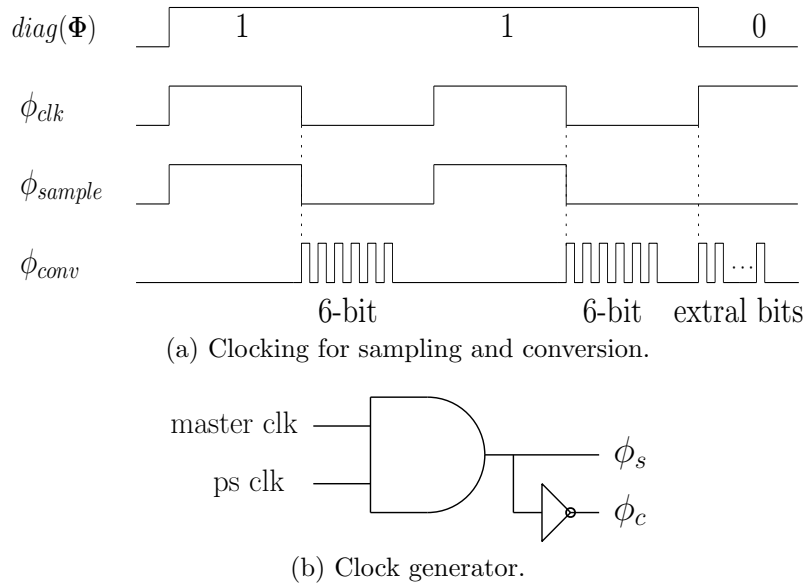 diag(Φ) 1 1 0
ϕclk
ϕsample
ϕconv
...
6-bit 6-bit extral bits
(a) Clocking for sampling and conversion.
master clk
ϕs
ps clk
ϕc
(b) Clock generator.